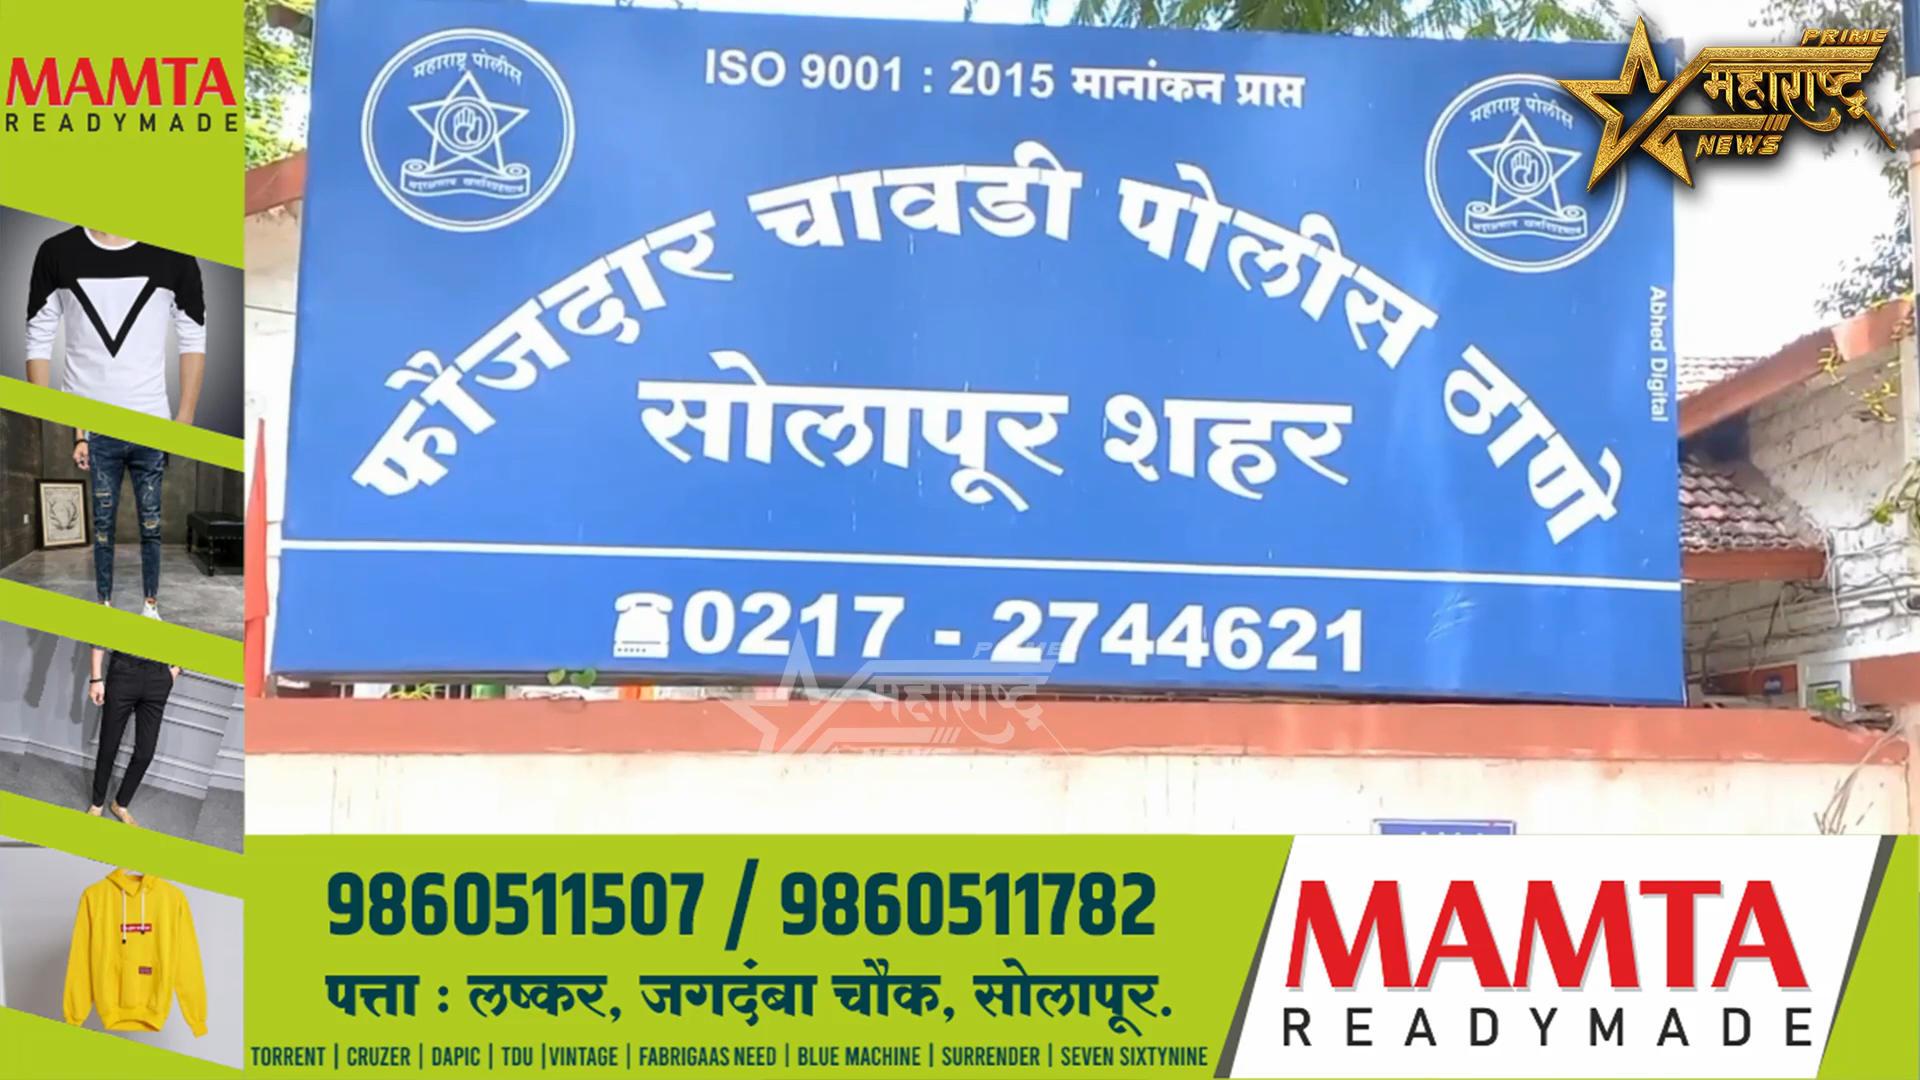 MAMTA
READYMADE
ISO 9001 : 2015 मानांकन प्राप्त
महाराष्ट्र पोलीस
महाराष्ट्र पोलीस
PRIME
महाराष्ट्र
NEWS
फौजदार चावडी पोलीस ठाणे
सोलापूर शहर
Abhed Digital
0217 - 2744621
PRIME
महाराष्ट्र
9860511507 / 9860511782
पत्ता : लष्कर, जगदंबा चौक, सोलापूर.
TORRENT | CRUZER | DAPIC | TDU |VINTAGE | FABRIGAAS NEED | BLUE MACHINE | SURRENDER | SEVEN SIXTYNINE
MAMTA
READYMADE